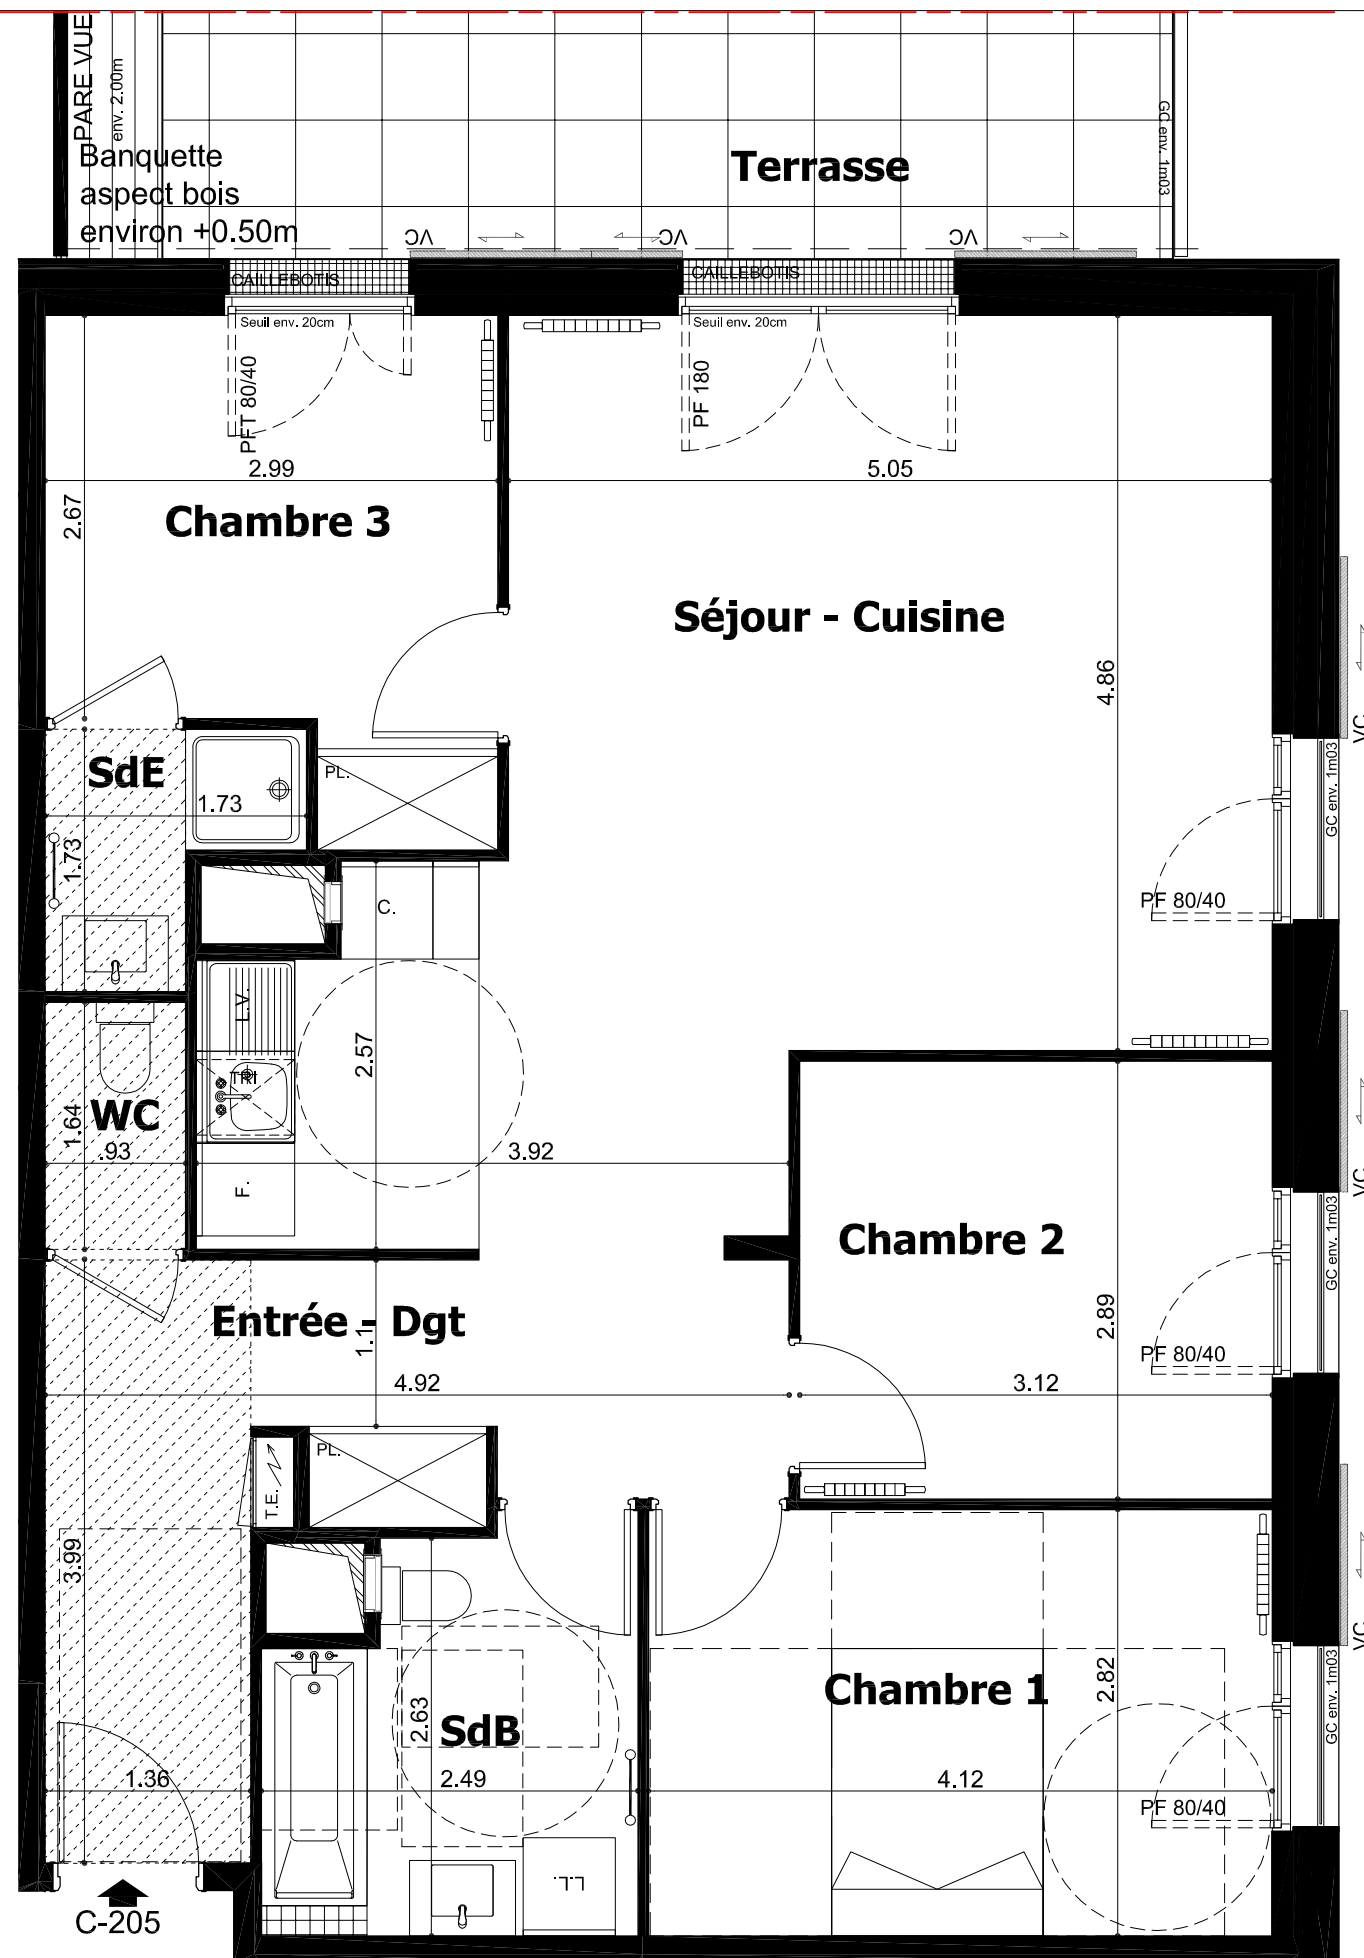 PARE VUE
env. 2.00m
Banquette
aspect bois
environ +0.50m
Terrasse
GC env. 1m03
VC
VC
VC
CAILLEBOTIS
CAILLEBOTIS
Seuil env. 20cm
Seuil env. 20cm
PFT 80/40
PF 180
2.99
5.05
2.67
Chambre 3
Séjour - Cuisine
4.86
VC
SdE
PL.
1.73
GC env. 1m03
1.73
C.
PF 80/40
L.V.
2.57
TRI
WC
1.64
.93
3.92
F.
VC
GC env. 1m03
Chambre 2
Entrée - Dgt
1.1
2.89
PF 80/40
4.92
3.12
PL.
T.E.
3.99
VC
GC env. 1m03
2.82
Chambre 1
2.63
SdB
1.36
2.49
4.12
PF 80/40
L.L.
C-205